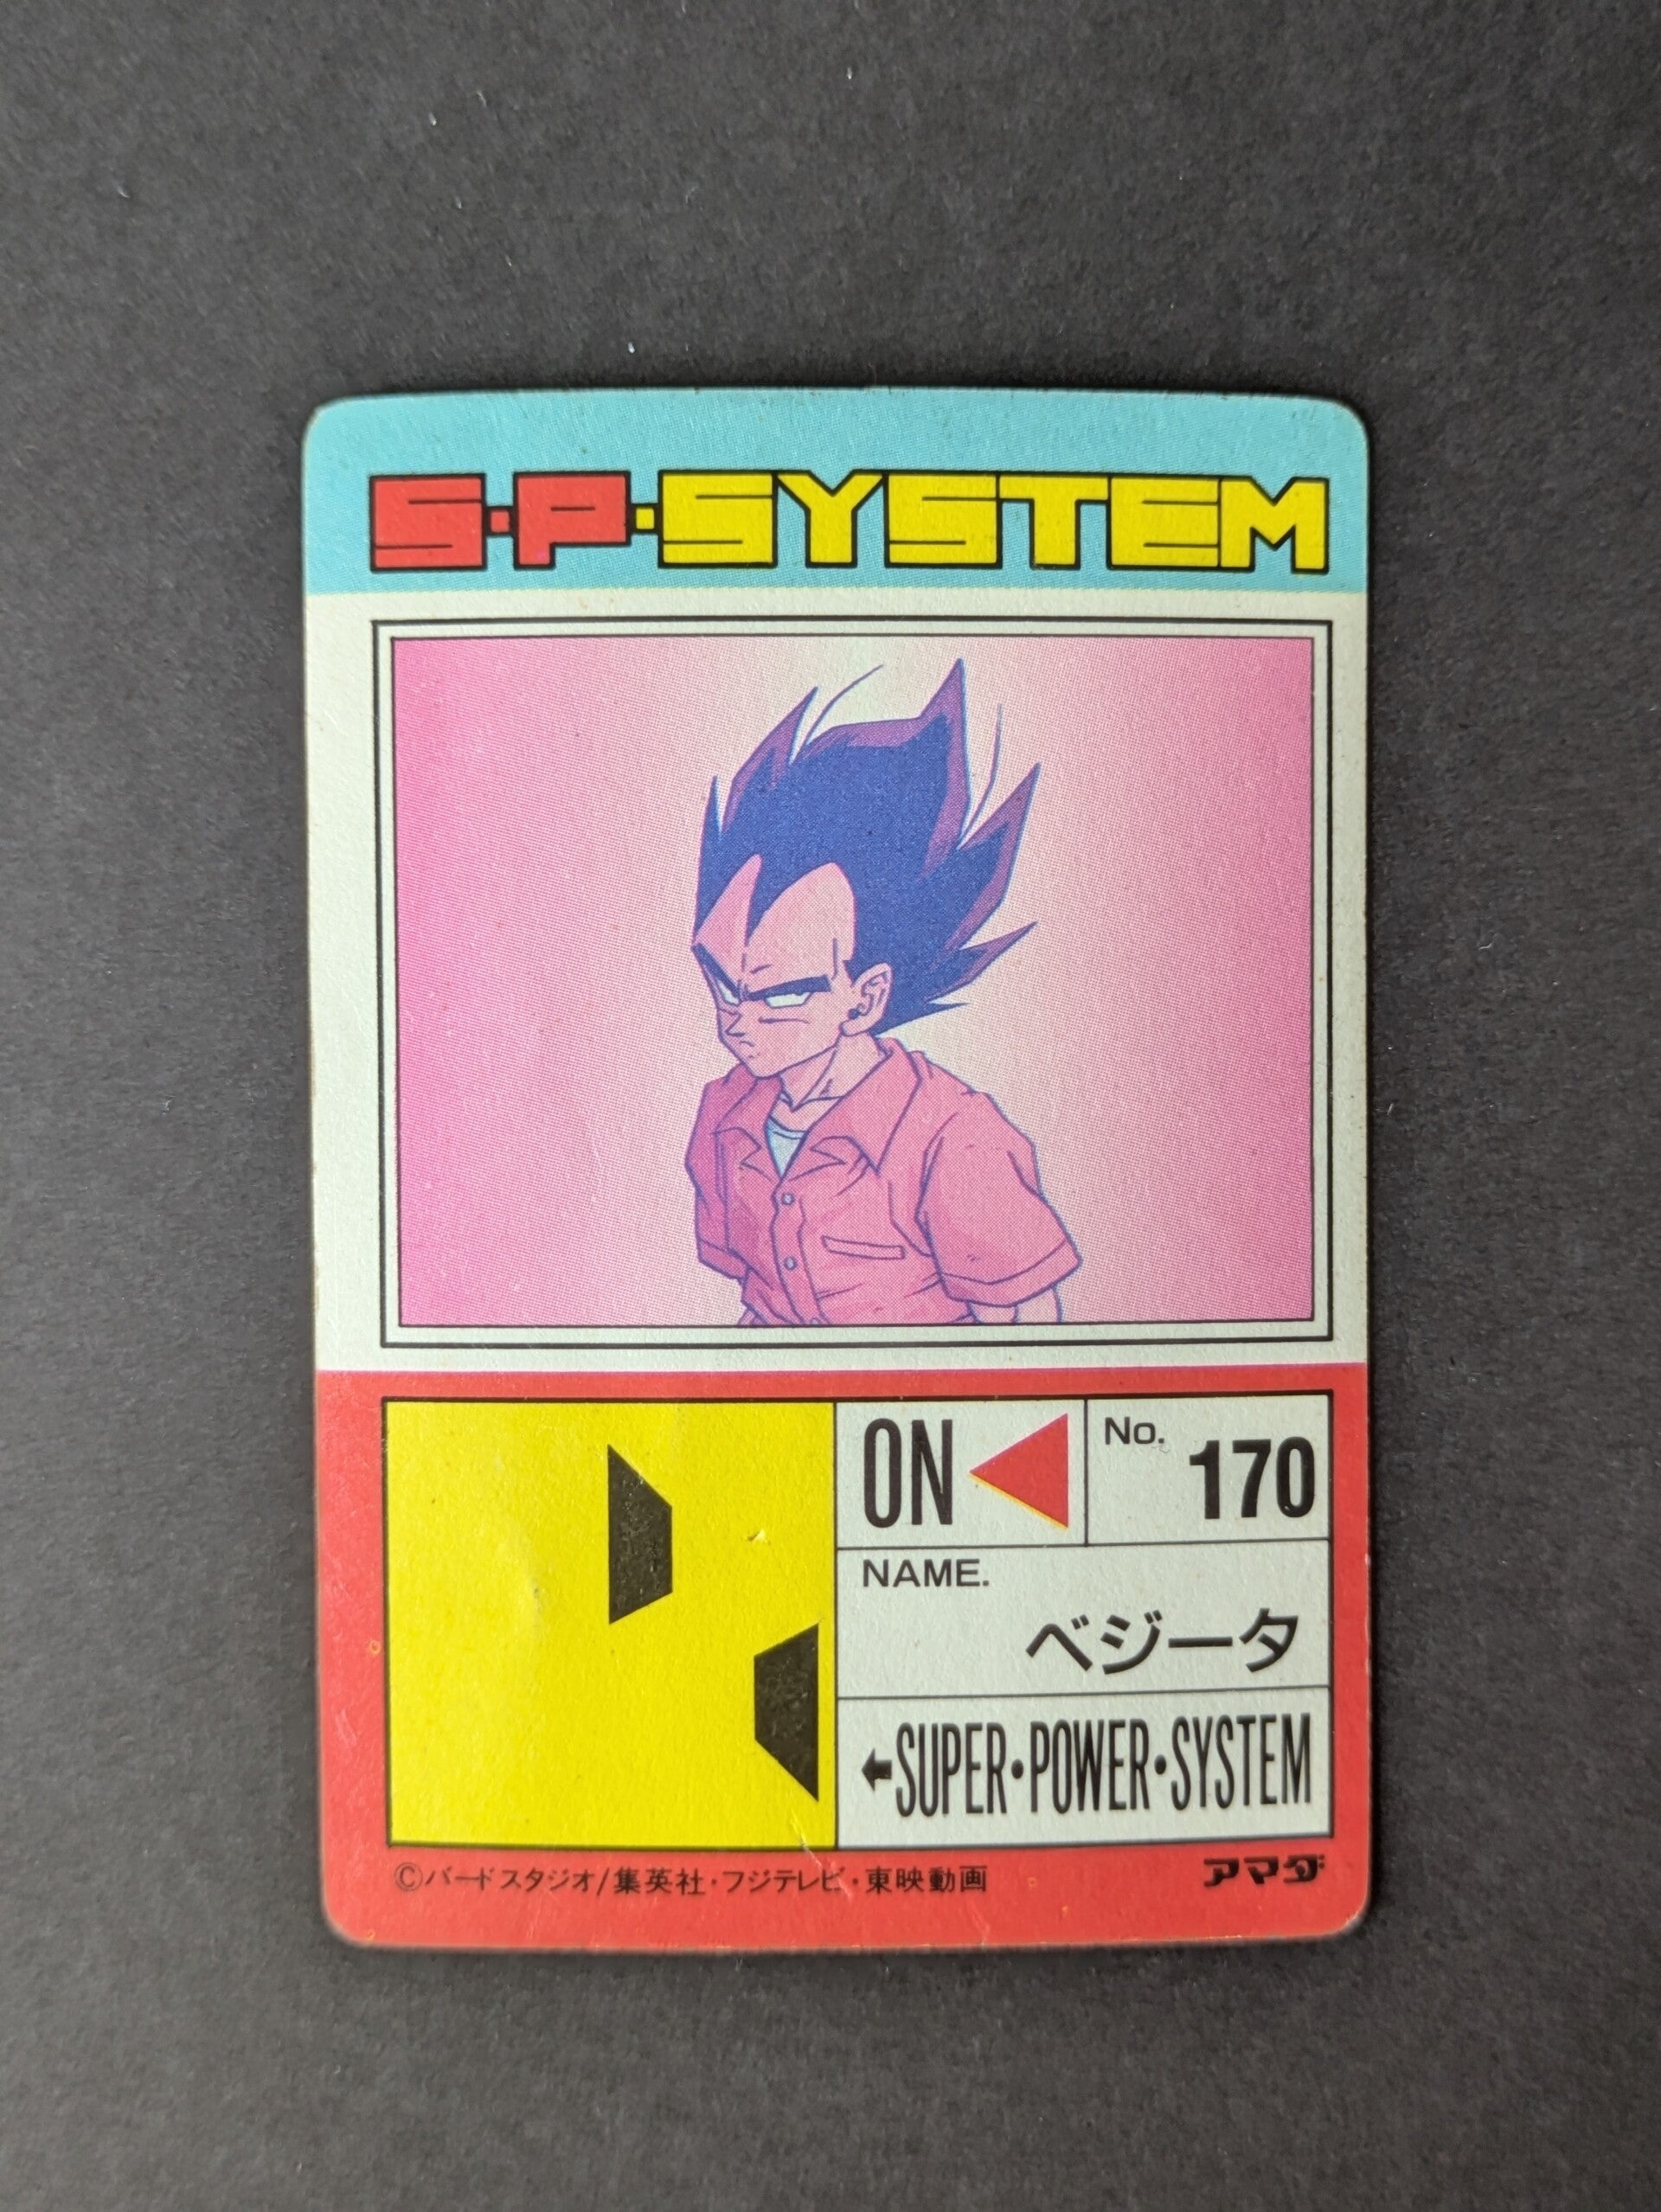 S·P·SYSTEM
ON
No.
170
NAME.
ベジータ
←SUPER·POWER·SYSTEM
©バードスタジオ/集英社・フジテレビ・東映動画
アマダ